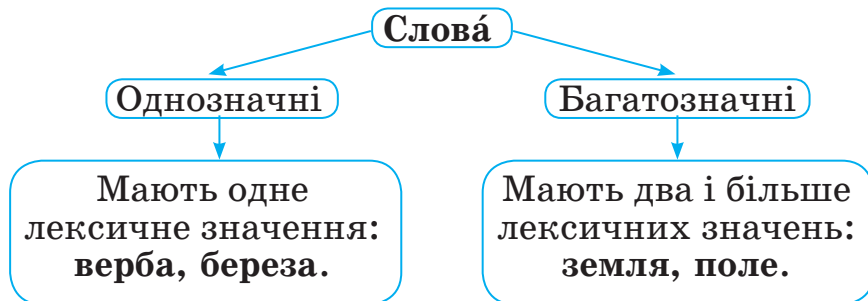 Слова́
Однозначні
Багатозначні
Мають одне
лексичне значення:
верба, береза.
Мають два і більше
лексичних значень:
земля, поле.